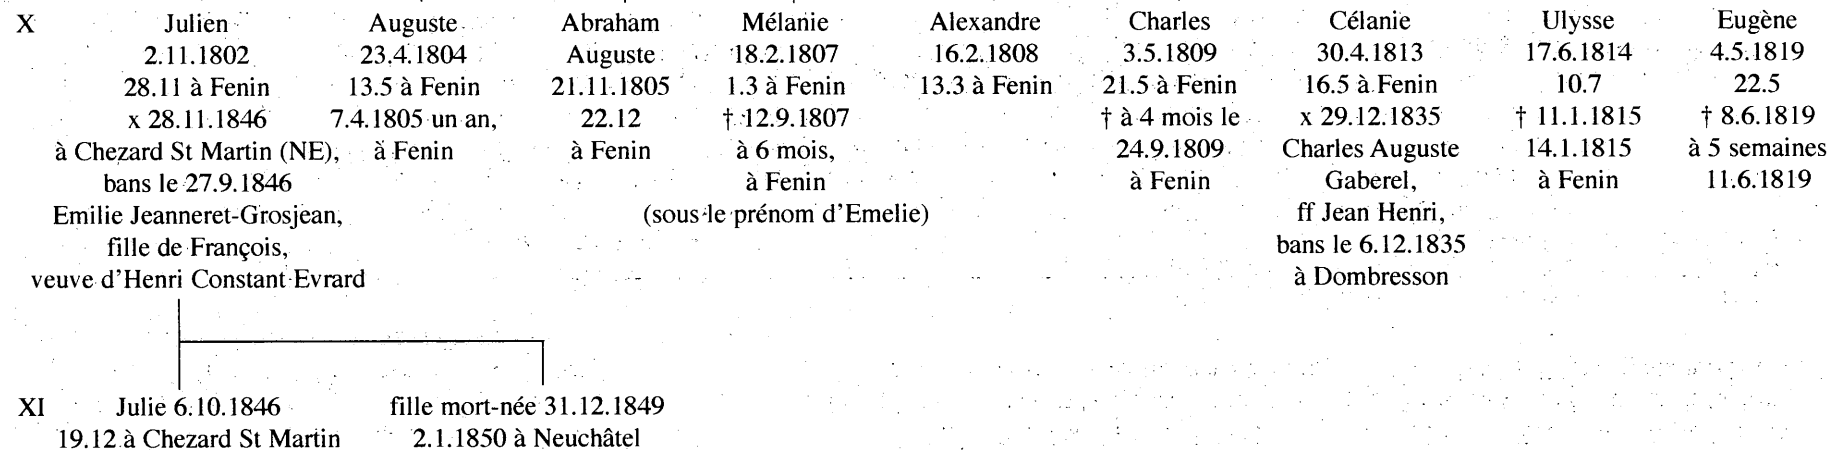 X Julien Auguste Abraham Mélanie Alexandre Charles Célanie Ulysse Eugène
2.11.1802 23.4.1804 Auguste 18.2.1807 16.2.1808 3.5.1809 30.4.1813 17.6.1814 4.5.1819
28.11 à Fenin 13.5 à Fenin 21.11.1805 1.3 à Fenin 13.3 à Fenin 21.5 à Fenin 16.5 à Fenin 10.7 22.5
x 28.11.1846 7.4.1805 un an, 22.12 † 12.9.1807 † à 4 mois le x 29.12.1835 † 11.1.1815 † 8.6.1819
à Chezard St Martin (NE), à Fenin à Fenin à 6 mois, 24.9.1809 Charles Auguste 14.1.1815 à 5 semaines
bans le 27.9.1846 à Fenin à Fenin Gaberel, à Fenin 11.6.1819
Emilie Jeanneret-Grosjean, (sous le prénom d'Emelie) ff Jean Henri,
fille de François, bans le 6.12.1835
veuve d'Henri Constant Evrard à Dombresson
XI Julie 6.10.1846 fille mort-née 31.12.1849
19.12 à Chezard St Martin 2.1.1850 à Neuchâtel